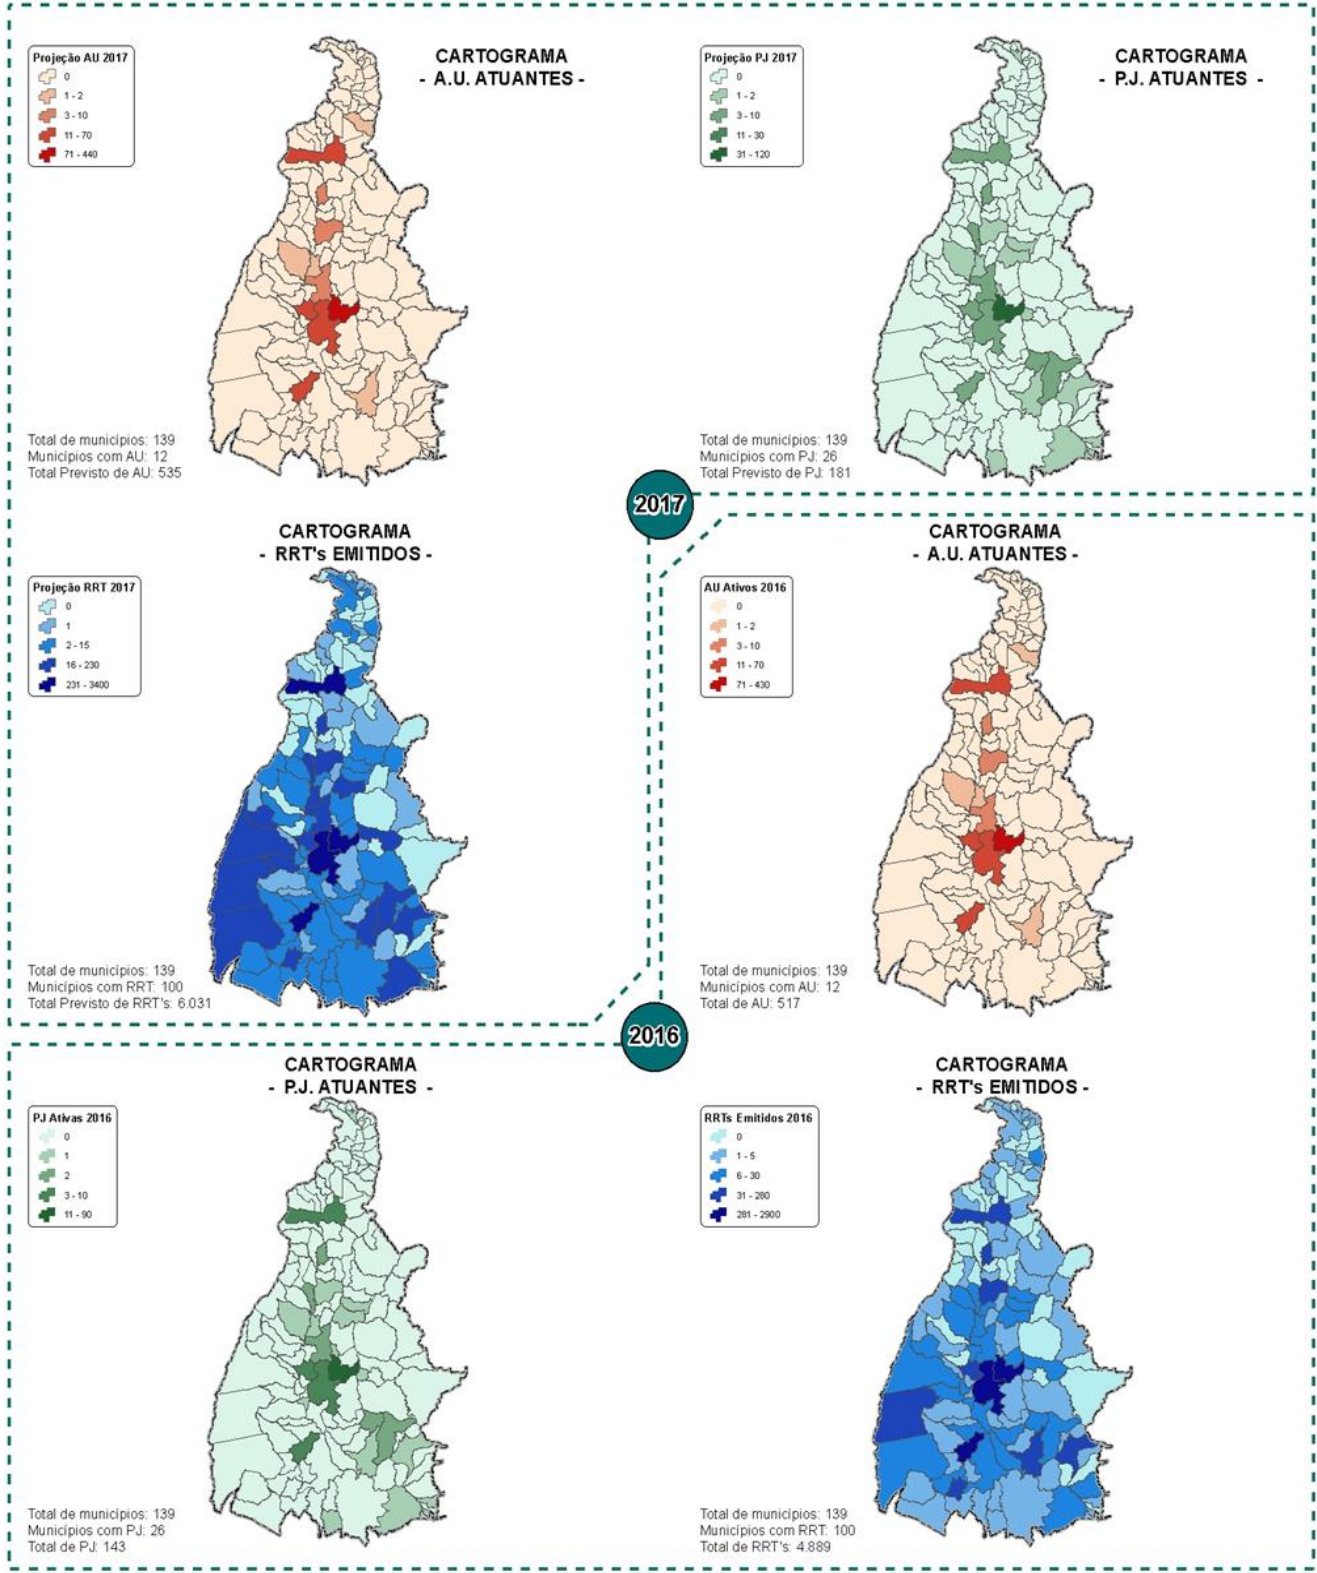 Projeção AU 2017
0
1 - 2
3 - 10
11 - 70
71 - 440
CARTOGRAMA
- A.U. ATUANTES -
Total de municípios: 139
Municípios com AU: 12
Total Previsto de AU: 535
Projeção PJ 2017
0
1 - 2
3 - 10
11 - 30
31 - 120
CARTOGRAMA
- P.J. ATUANTES -
Total de municípios: 139
Municípios com PJ: 26
Total Previsto de PJ: 181
2017
CARTOGRAMA
- RRT's EMITIDOS -
Projeção RRT 2017
0
1
2 - 15
16 - 230
231 - 3400
Total de municípios: 139
Municípios com RRT: 100
Total Previsto de RRT's: 6.031
CARTOGRAMA
- A.U. ATUANTES -
AU Ativos 2016
0
1 - 2
3 - 10
11 - 70
71 - 430
Total de municípios: 139
Municípios com AU: 12
Total de AU: 517
2016
CARTOGRAMA
- P.J. ATUANTES -
PJ Ativas 2016
0
1
2
3 - 10
11 - 90
Total de municípios: 139
Municípios com PJ: 26
Total de PJ: 143
CARTOGRAMA
- RRT's EMITIDOS -
RRTs Emitidos 2016
0
1 - 5
6 - 30
31 - 280
281 - 2900
Total de municípios: 139
Municípios com RRT: 100
Total de RRT's: 4.889